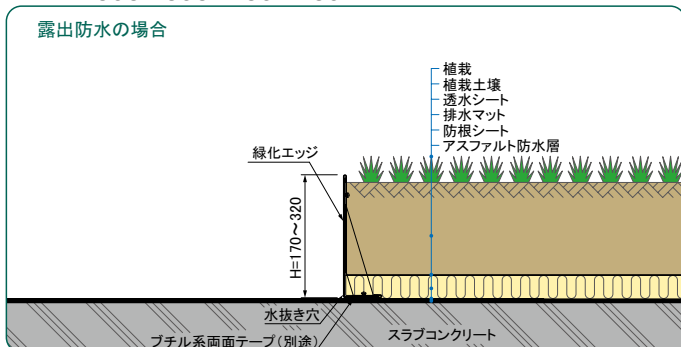 露出防水の場合
植栽
植栽土壌
透水シート
排水マット
防根シート
アスファルト防水層
緑化エッジ
H=170〜320
水抜き穴
ブチル系両面テープ(別途)
スラブコンクリート